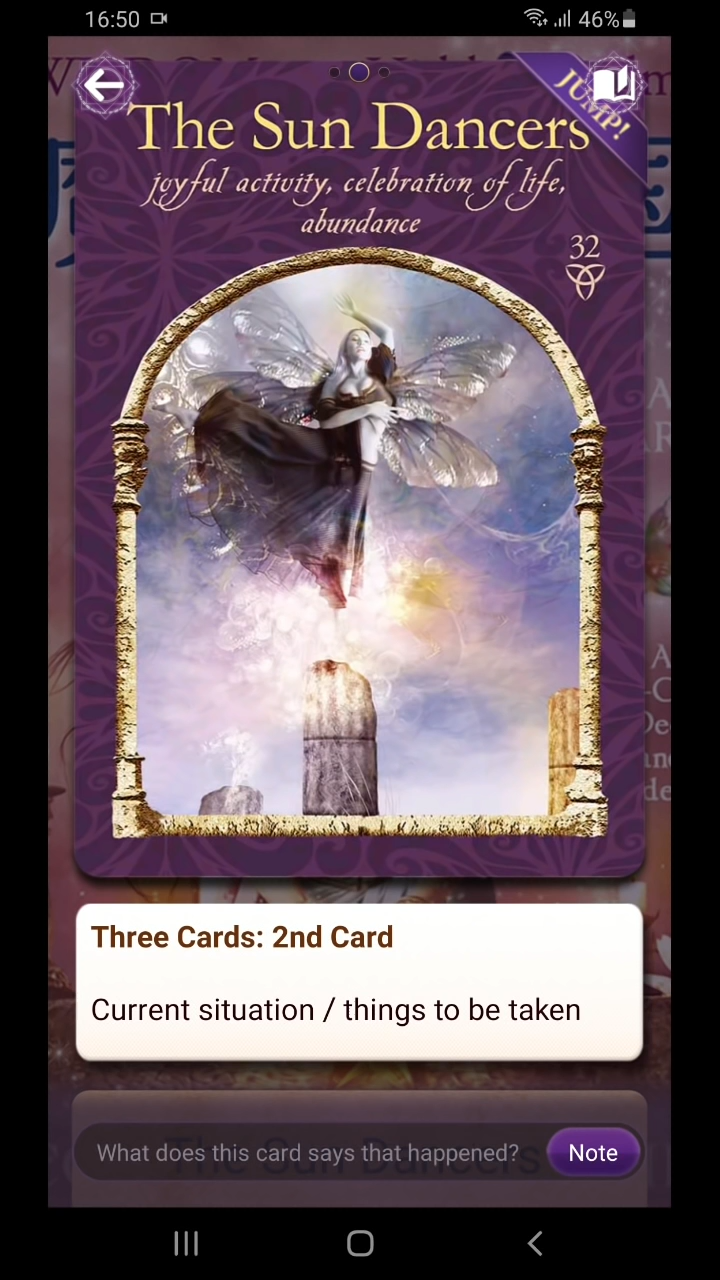 16:50
46%
JUMP!
The Sun Dancers
joyful activity, celebration of life,
abundance
32
Three Cards: 2nd Card
Current situation / things to be taken
What does this card says that happened?
Note